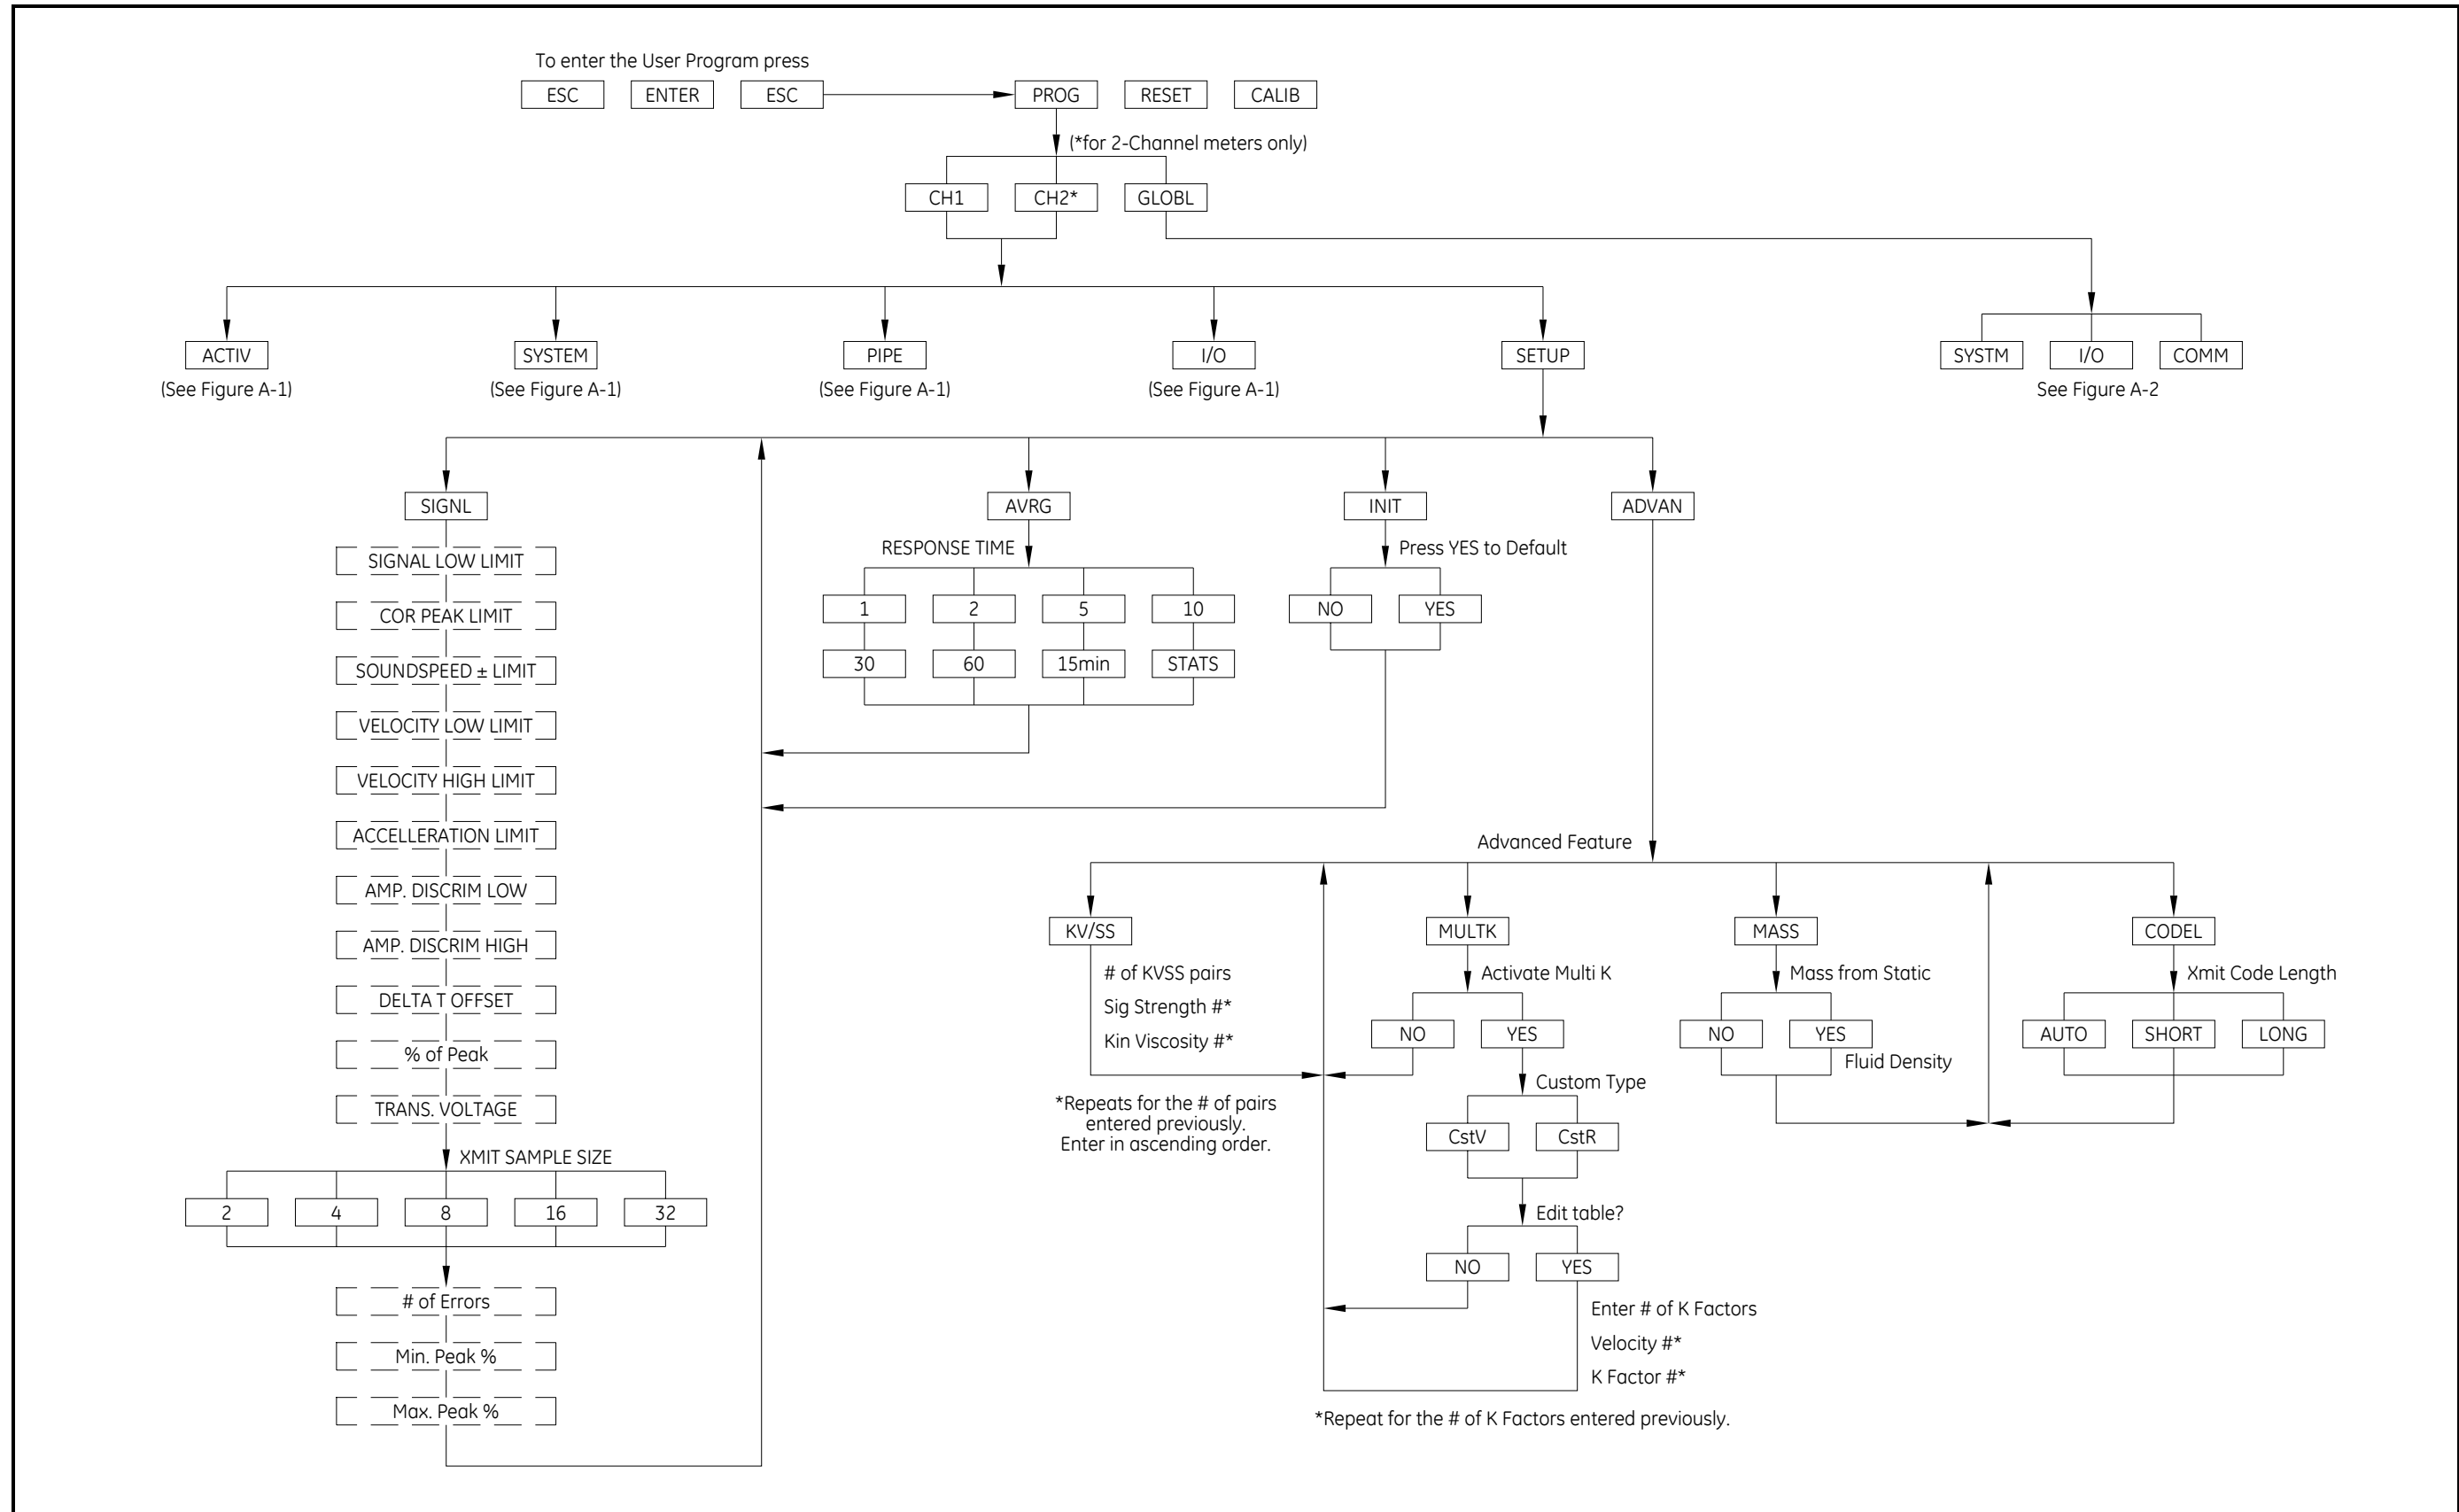 To enter the User Program press
ESC ENTER ESC PROG RESET CALIB
(*for 2-Channel meters only)
CH1 CH2* GLOBL
ACTIV SYSTEM PIPE I/O SETUP SYSTM I/O COMM
(See Figure A-1) (See Figure A-1) (See Figure A-1) (See Figure A-1) See Figure A-2
SIGNL AVRG INIT ADVAN
SIGNAL LOW LIMIT
COR PEAK LIMIT
SOUNDSPEED ± LIMIT
VELOCITY LOW LIMIT
VELOCITY HIGH LIMIT
ACCELLERATION LIMIT
AMP. DISCRIM LOW
AMP. DISCRIM HIGH
DELTA T OFFSET
% of Peak
TRANS. VOLTAGE
XMIT SAMPLE SIZE
2 4 8 16 32
# of Errors
Min. Peak %
Max. Peak %
RESPONSE TIME
1 2 5 10
30 60 15min STATS
Press YES to Default
NO YES
Advanced Feature
KV/SS MULTK MASS CODEL
# of KVSS pairs
Sig Strength #*
Kin Viscosity #*
*Repeats for the # of pairs
entered previously.
Enter in ascending order.
Activate Multi K
NO YES
Custom Type
CstV CstR
Edit table?
NO YES
Enter # of K Factors
Velocity #*
K Factor #*
*Repeat for the # of K Factors entered previously.
Mass from Static
NO YES
Fluid Density
Xmit Code Length
AUTO SHORT LONG